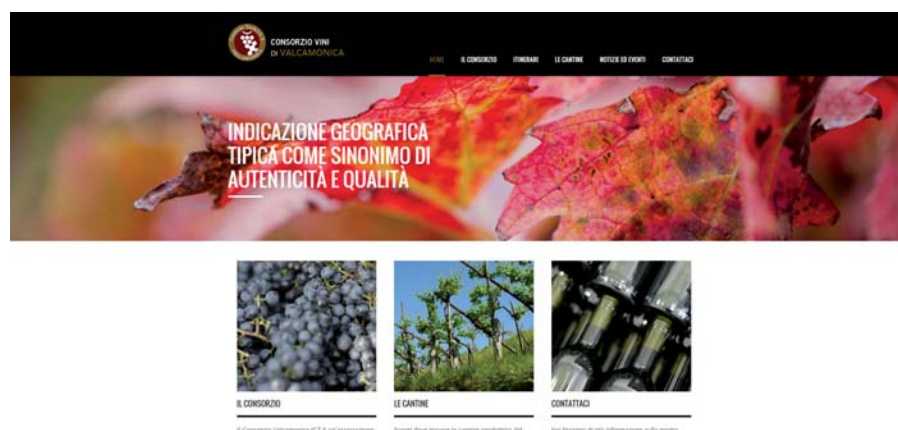 CONSORZIO VINI
DI VALCAMONICA
HOME IL CONSORZIO ITINERARI LE CANTINE NOTIZIE ED EVENTI CONTATTACI
INDICAZIONE GEOGRAFICA
TIPICA COME SINONIMO DI
AUTENTICITÀ E QUALITÀ
IL CONSORZIO LE CANTINE CONTATTACI